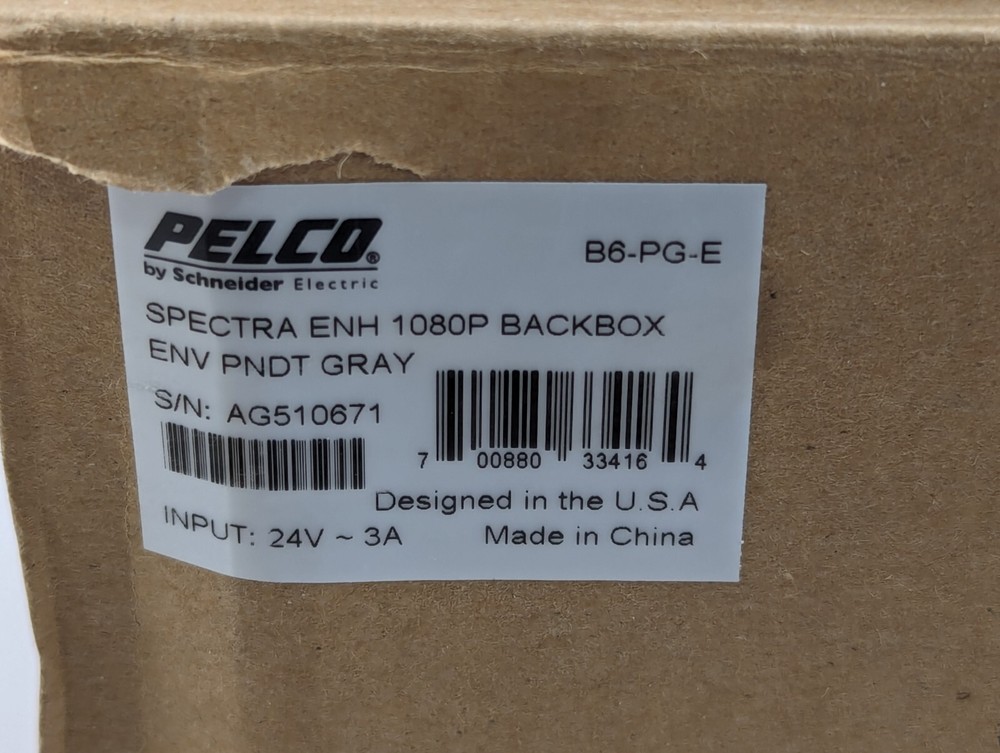 PELCO®
by Schneider Electric
B6-PG-E
SPECTRA ENH 1080P BACKBOX
ENV PNDT GRAY
S/N: AG510671
7 00880 33416 4
Designed in the U.S.A
INPUT: 24V ~ 3A
Made in China